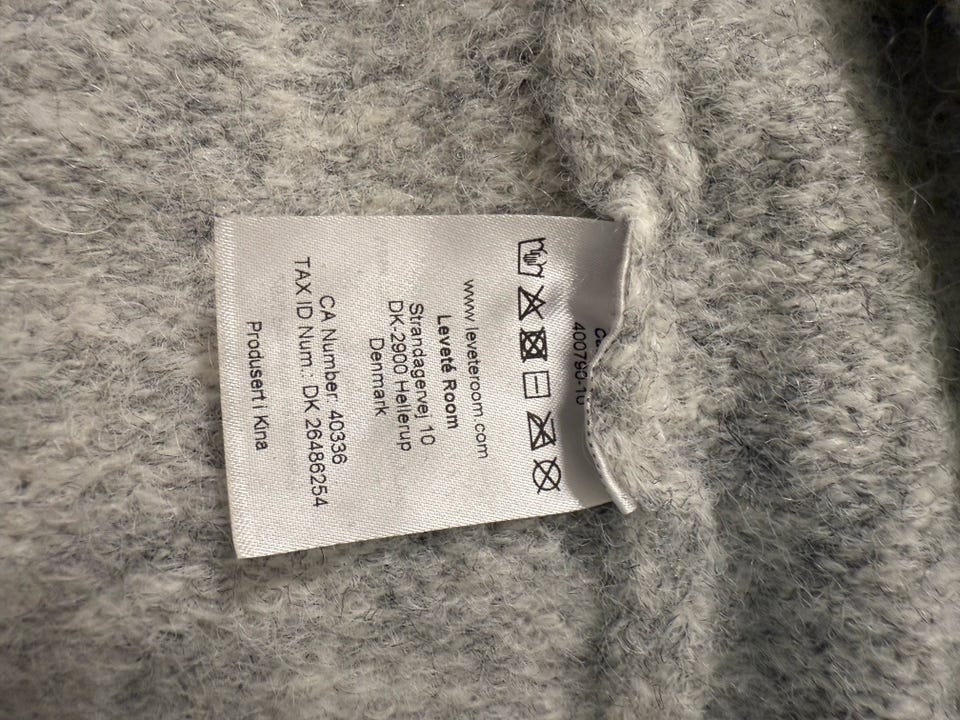 400790-10
www.leveteroom.com
Leveté Room
Strandagervej 10
DK-2900 Hellerup
Denmark
CA Number: 40336
TAX ID Num.: DK 26486254
Produsert i Kina